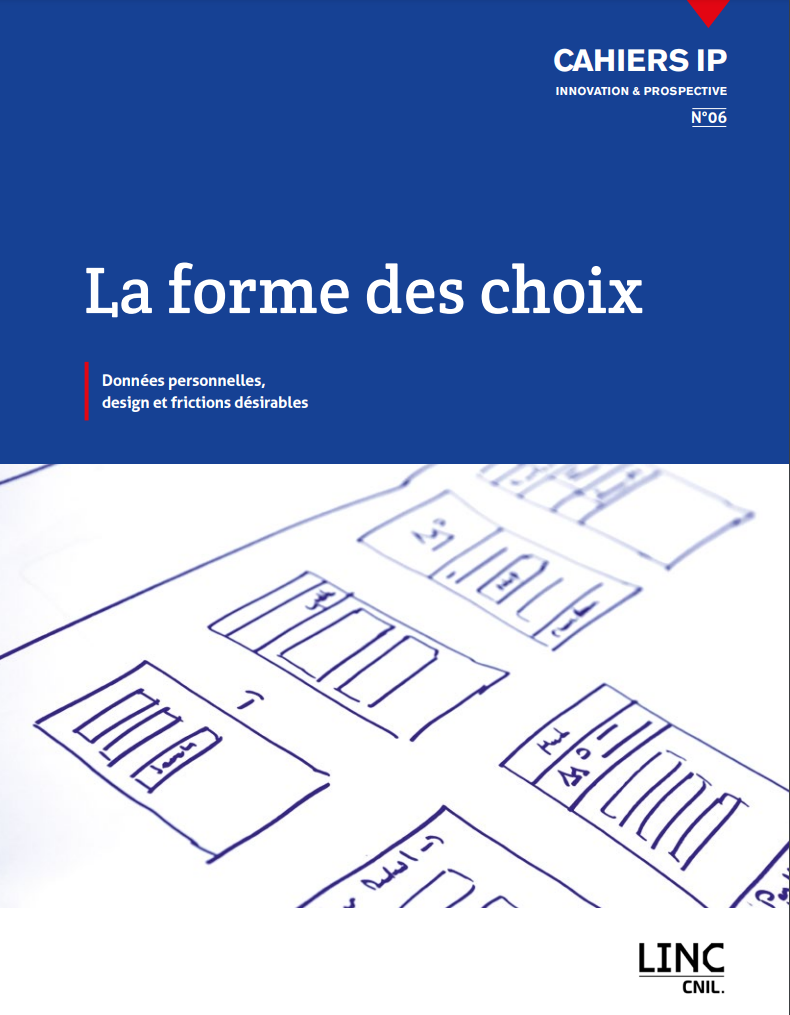 CAHIERS IP
INNOVATION & PROSPECTIVE
N°06
La forme des choix
Données personnelles,
design et frictions désirables
LINC
CNIL.